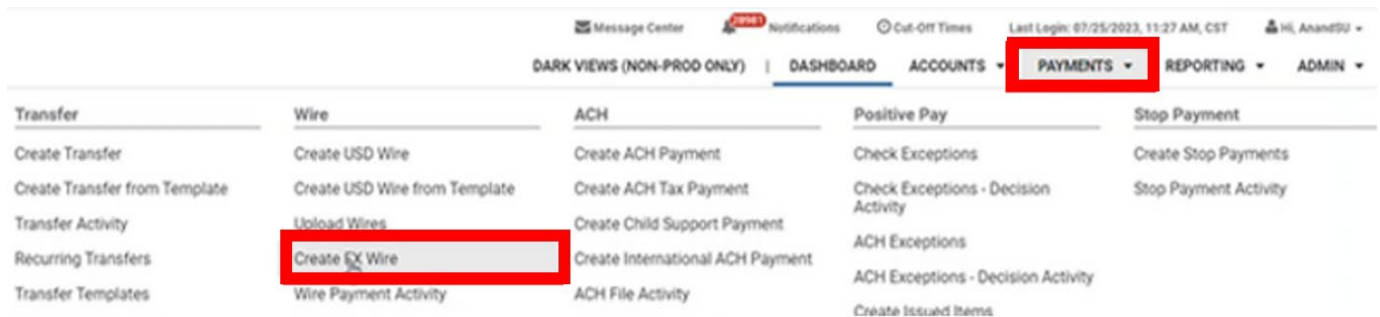 Message Center 28981 Notifications Cut-Off Times Last Login: 07/25/2023, 11:27 AM, CST Hi, AnandSU
DARK VIEWS (NON-PROD ONLY) | DASHBOARD ACCOUNTS PAYMENTS REPORTING ADMIN
Transfer
Create Transfer
Create Transfer from Template
Transfer Activity
Recurring Transfers
Transfer Templates
Wire
Create USD Wire
Create USD Wire from Template
Upload Wires
Create FX Wire
Wire Payment Activity
ACH
Create ACH Payment
Create ACH Tax Payment
Create Child Support Payment
Create International ACH Payment
ACH File Activity
Positive Pay
Check Exceptions
Check Exceptions - Decision
Activity
ACH Exceptions
ACH Exceptions - Decision Activity
Create Issued Items
Stop Payment
Create Stop Payments
Stop Payment Activity